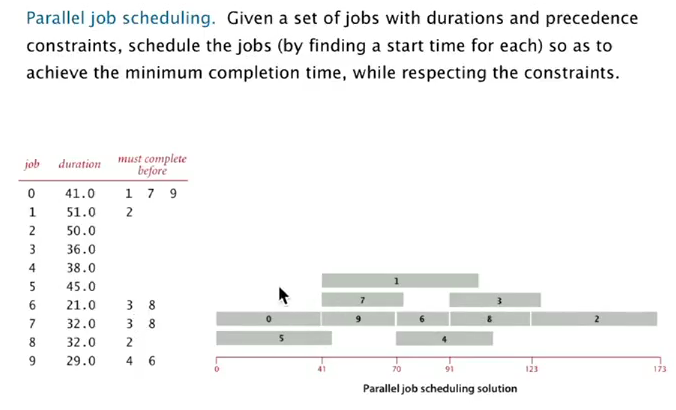 Parallel job scheduling. Given a set of jobs with durations and precedence
constraints, schedule the jobs (by finding a start time for each) so as to
achieve the minimum completion time, while respecting the constraints.
job duration must complete before
0 41.0 1 7 9
1 51.0 2
2 50.0
3 36.0
4 38.0
5 45.0
6 21.0 3 8
7 32.0 3 8
8 32.0 2
9 29.0 4 6
1
7 3
0 9 6 8 2
5 4
0 41 70 91 123 173
Parallel job scheduling solution